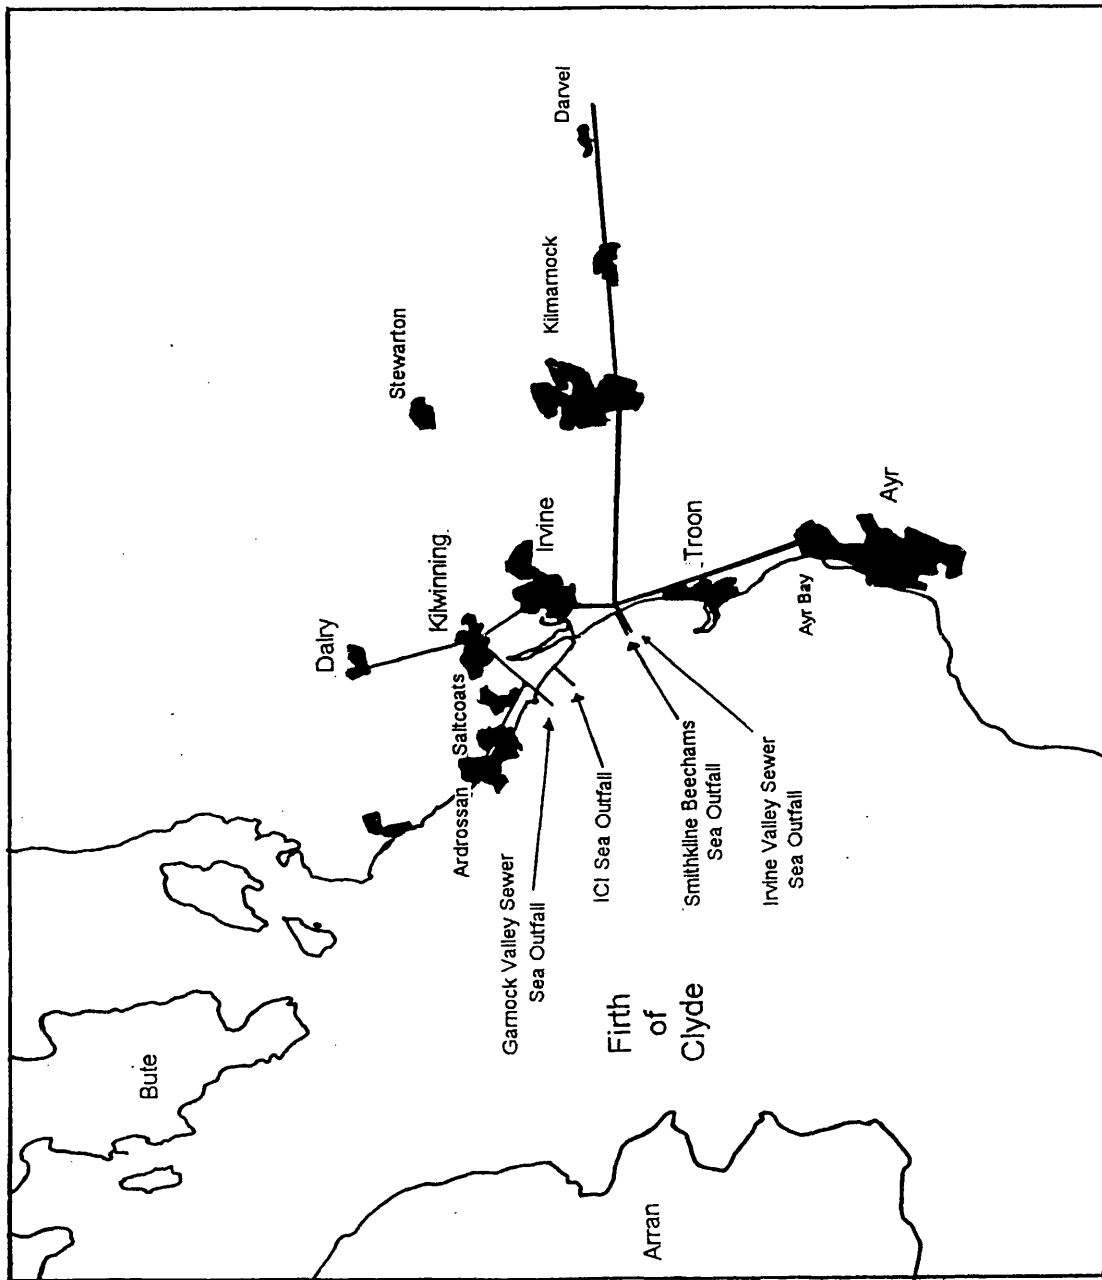 Bute
Dalry
Stewarton
Kilwinning
Ardrossan
Saltcoats
Garnock Valley Sewer
Sea Outfall
Irvine
Kilmarnock
Darvel
ICI Sea Outfall
Firth
of
Clyde
Arran
Smithkline Beechams
Sea Outfall
Troon
Irvine Valley Sewer
Sea Outfall
Ayr Bay
Ayr